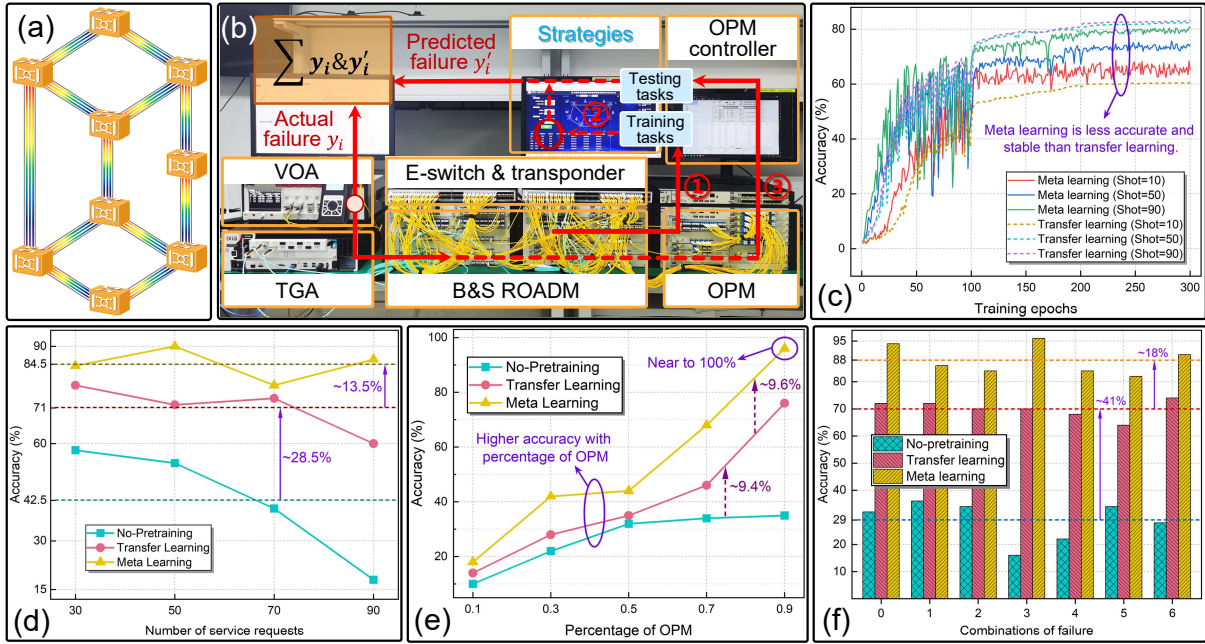 (a)
(b)
∑ y_i&y'_i
Predicted
failure y'_i
Strategies
OPM
controller
Testing
tasks
②
Training
tasks
Actual
failure y_i
VOA
E-switch & transponder
①
③
TGA
B&S ROADM
OPM
80
60
40
20
0
Accuracy (%)
Meta learning is less accurate and
stable than transfer learning.
Meta learning (Shot=10)
Meta learning (Shot=50)
Meta learning (Shot=90)
Transfer learning (Shot=10)
Transfer learning (Shot=50)
Transfer learning (Shot=90)
0 50 100 150 200 250 300
Training epochs
(c)
90
84.5
71
60
42.5
30
15
Accuracy (%)
~13.5%
~28.5%
No-Pretraining
Transfer Learning
Meta Learning
30 50 70 90
Number of service requests
(d)
100
80
60
40
20
Accuracy (%)
No-Pretraining
Transfer Learning
Meta Learning
Near to 100%
~9.6%
Higher accuracy with
percentage of OPM
~9.4%
0.1 0.3 0.5 0.7 0.9
Percentage of OPM
(e)
95
88
80
70
60
50
40
29
20
10
Accuracy (%)
~18%
~41%
No-pretraining
Transfer learning
Meta learning
0 1 2 3 4 5 6
Combinations of failure
(f)